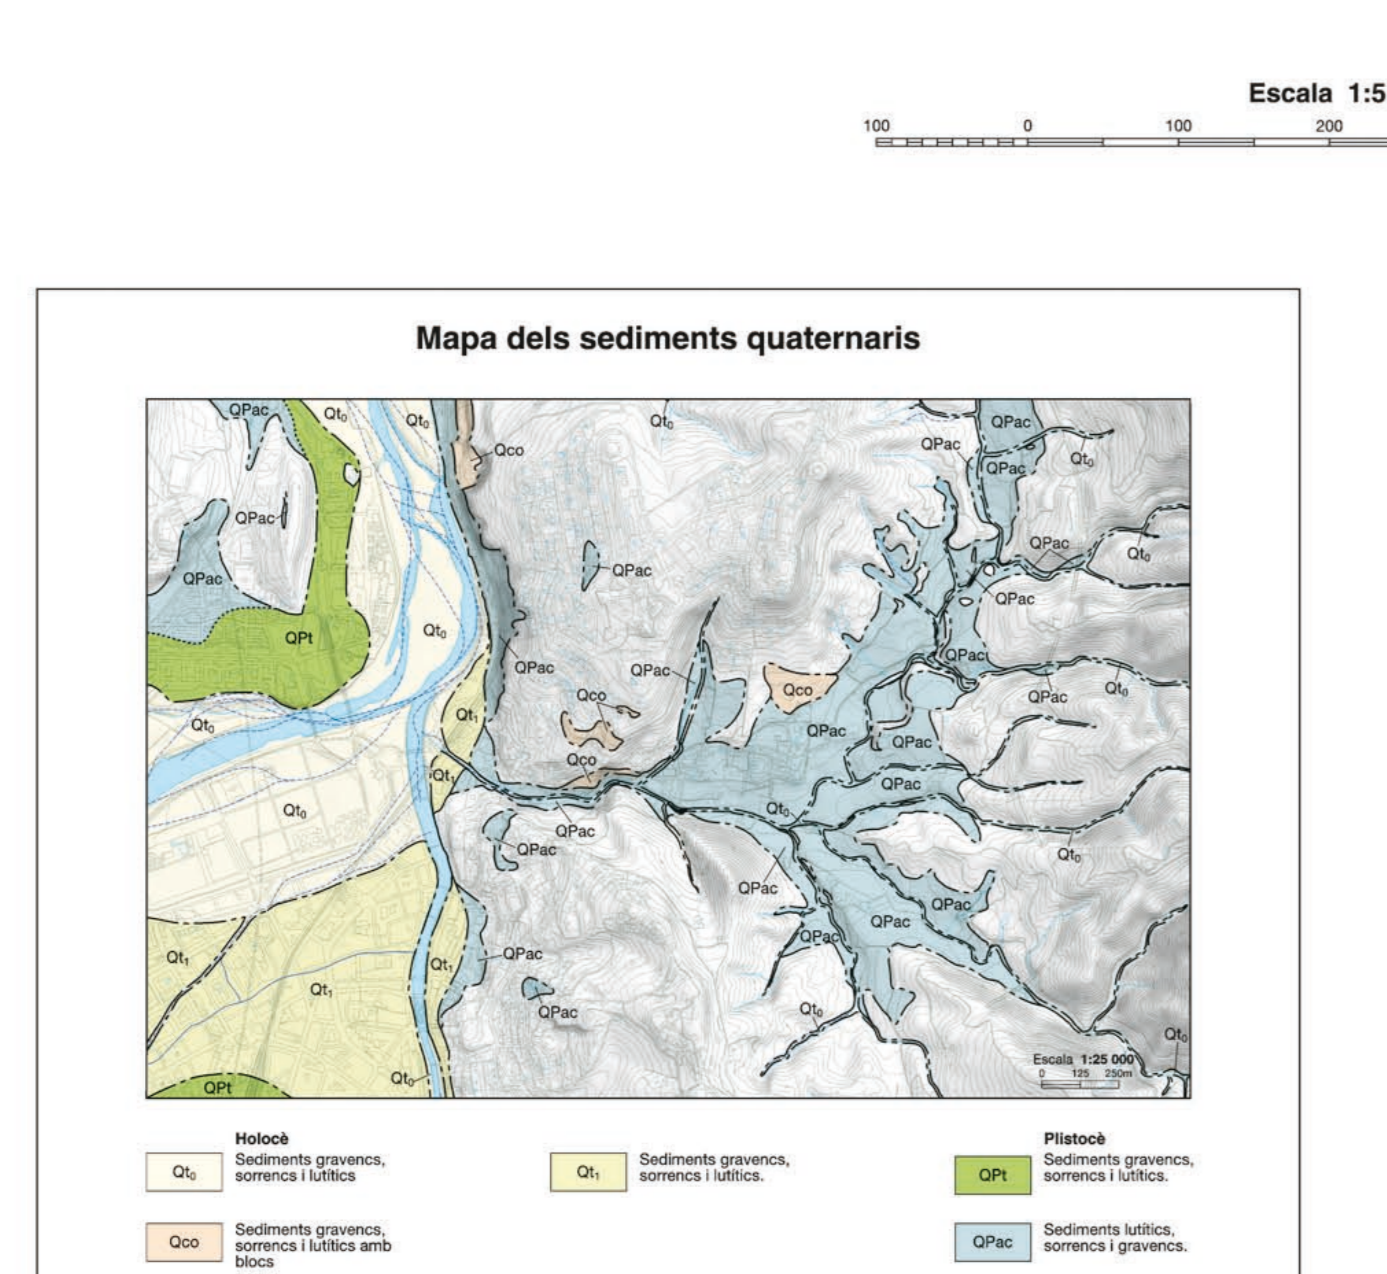 Escala 1:5
100 0 100 200
Mapa dels sediments quaternaris
QPac
Qt0
Qt0
Qt0
QPac
QPac
Qco
QPac
Qt0
QPac
QPac
Qt0
QPac
QPac
QPac
QPt
Qt0
QPac
QPac
QPac
QPac
Qt0
Qco
Qco
Qt1
Qt0
QPac
QPac
Qco
Qt1
QPac
Qt0
Qt0
QPac
QPac
Qt0
QPac
QPac
QPac
QPac
Qt1
QPac
Qt1
Qt1
QPac
Qt0
Qt0
Escala 1:25 000
0 125 250m
Qt0
QPt
Holocè
Qt0
Sediments gravencs,
sorrencs i lutítics
Qco
Sediments gravencs,
sorrencs i lutítics amb
blocs
Qt1
Sediments gravencs,
sorrencs i lutítics.
Plistocè
QPt
Sediments gravencs,
sorrencs i lutítics.
QPac
Sediments lutítics,
sorrencs i gravencs.